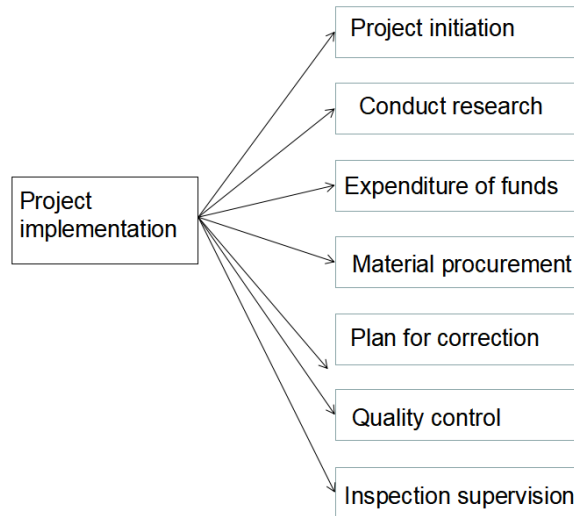 Project initiation
Conduct research
Project
implementation
Expenditure of funds
Material procurement
Plan for correction
Quality control
Inspection supervision